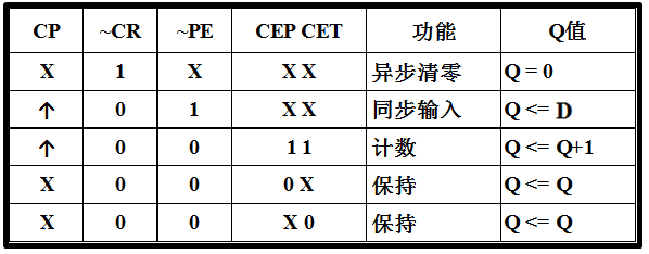 CP ~CR ~PE CEP CET 功能 Q值
X 1 X X X 异步清零 Q = 0
↑ 0 1 X X 同步输入 Q <= D
↑ 0 0 1 1 计数 Q <= Q+1
X 0 0 0 X 保持 Q <= Q
X 0 0 X 0 保持 Q <= Q